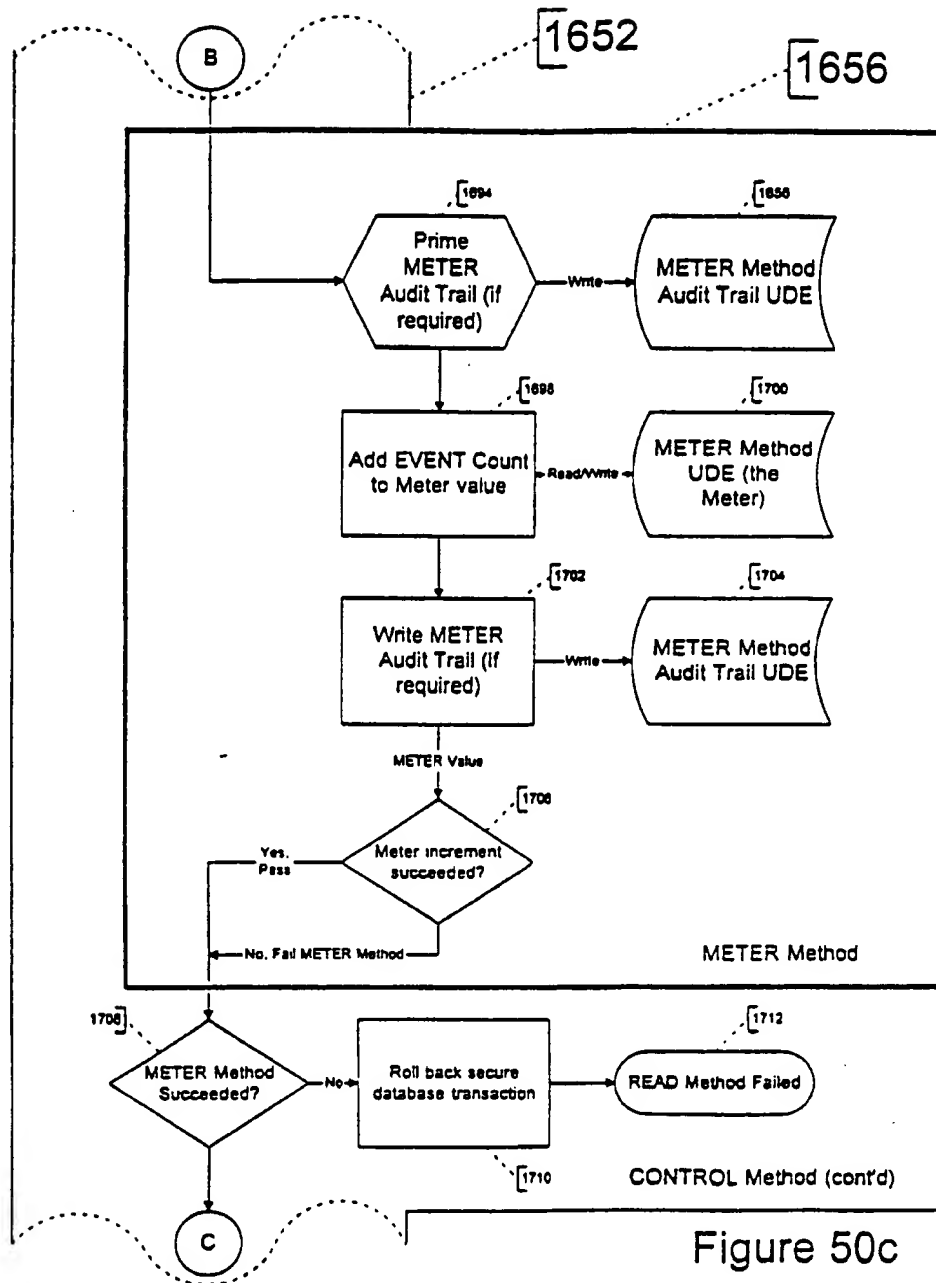 B
1652
1656
1694
Prime
METER
Audit Trail (if
required)
Write
1656
METER Method
Audit Trail UDE
1698
Add EVENT Count
to Meter value
Read/Write
1700
METER Method
UDE (the
Meter)
1702
Write METER
Audit Trail (if
required)
Write
1704
METER Method
Audit Trail UDE
METER Value
1706
Meter increment
succeeded?
Yes,
Pass
No, Fail METER Method
METER Method
1708
METER Method
Succeeded?
No
Roll back secure
database transaction
1710
1712
READ Method Failed
CONTROL Method (cont'd)
C
Figure 50c